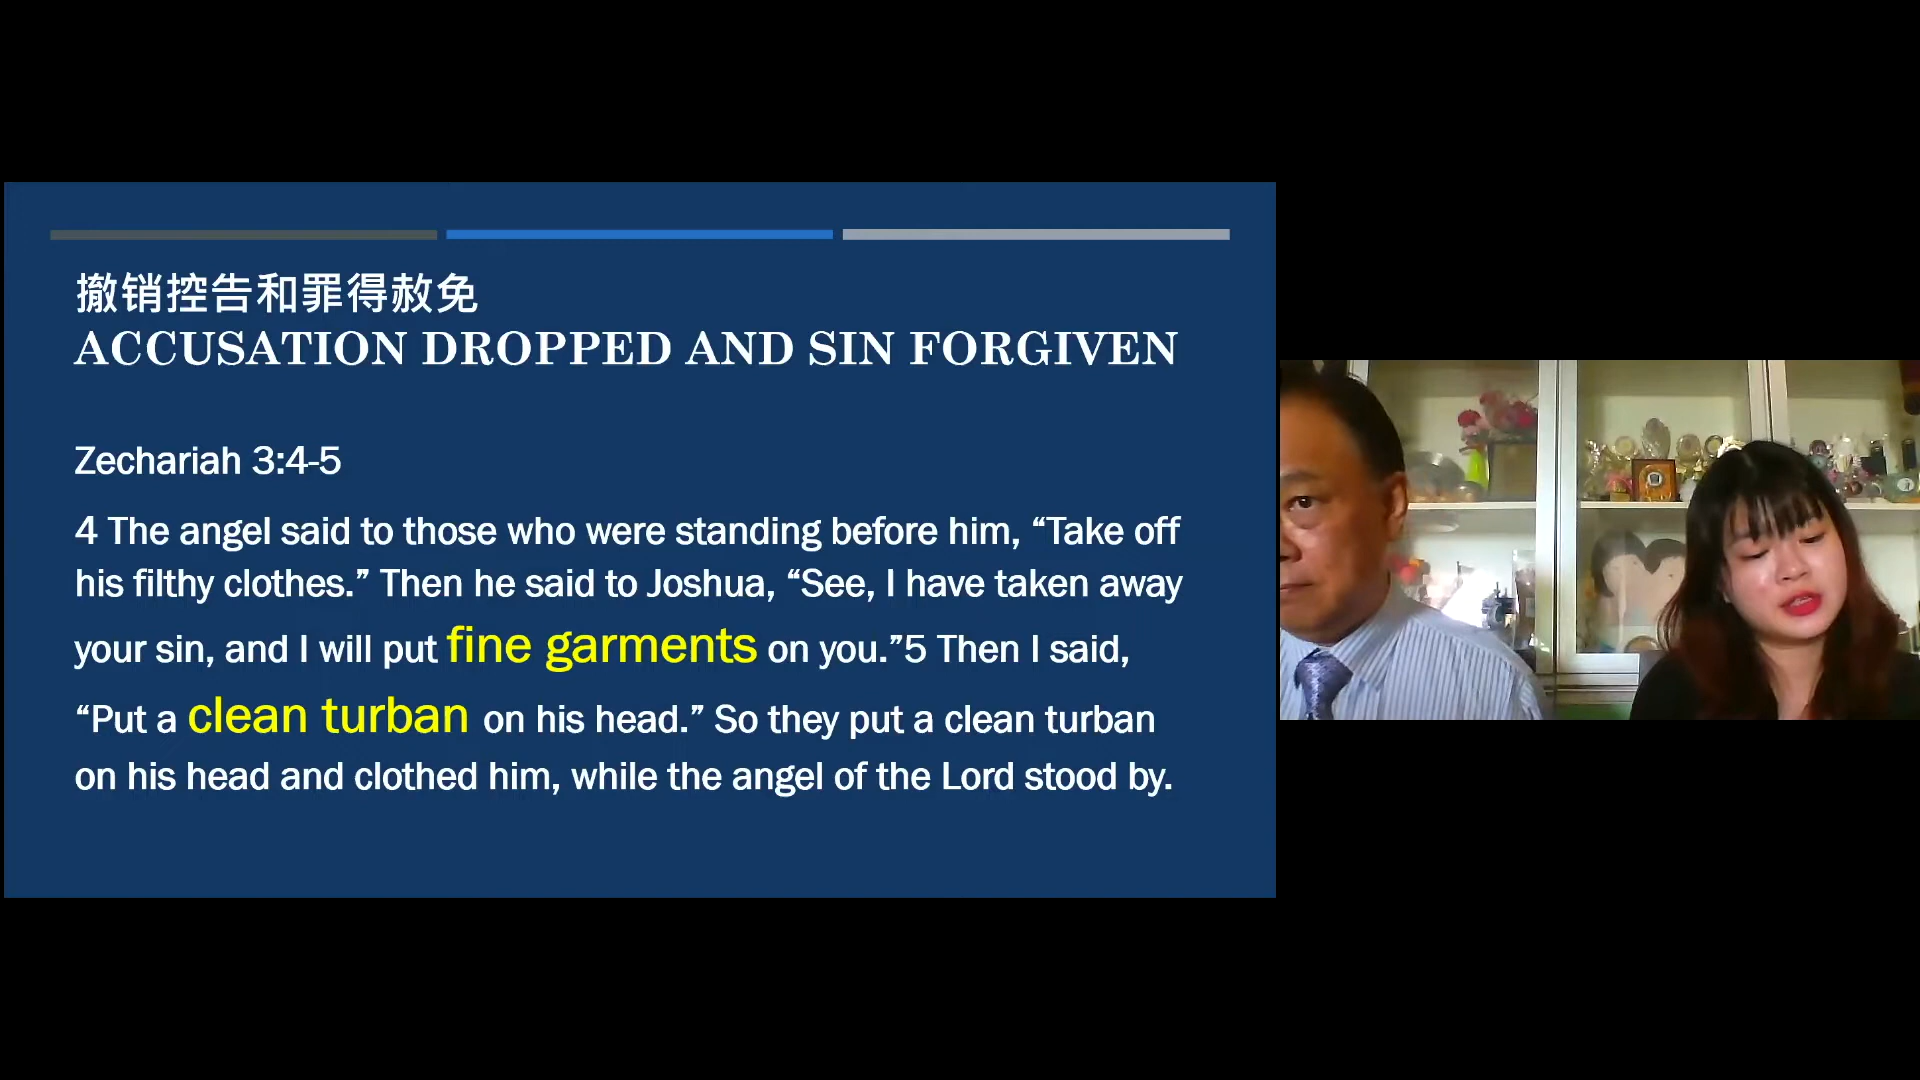 撤销控告和罪得赦免
ACCUSATION DROPPED AND SIN FORGIVEN
Zechariah 3:4-5
4 The angel said to those who were standing before him, “Take off
his filthy clothes.” Then he said to Joshua, “See, I have taken away
your sin, and I will put fine garments on you.”5 Then I said,
“Put a clean turban on his head.” So they put a clean turban
on his head and clothed him, while the angel of the Lord stood by.